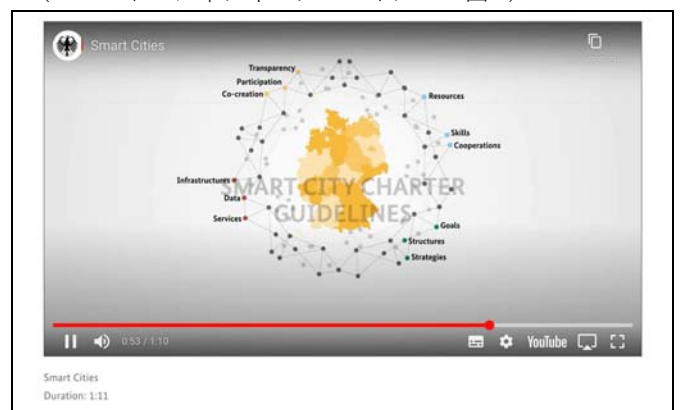 Smart Cities
Transparency
Participation
Co-creation
Resources
Skills
Cooperations
Infrastructures
Data
Services
SMART CITY CHARTER
GUIDELINES
Goals
Structures
Strategies
0:53 / 1:10
YouTube
Smart Cities
Duration: 1:11